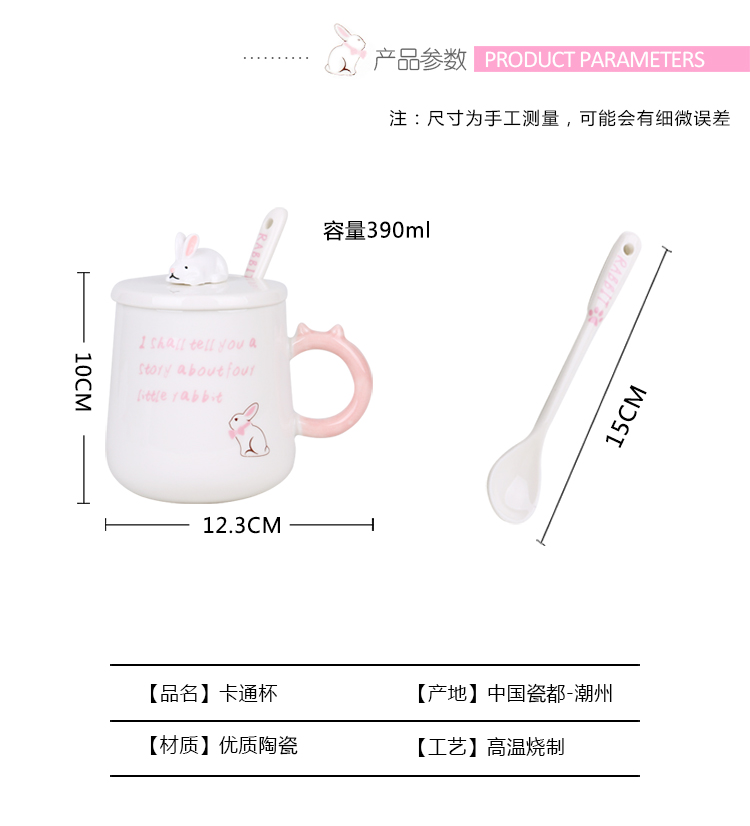 产品参数 PRODUCT PARAMETERS
注：尺寸为手工测量，可能会有细微误差
容量390ml
RABBIT
RABBIT
I shall tell you a
story about four
little rabbit
10CM
15CM
12.3CM
【品名】卡通杯 【产地】中国瓷都-潮州
【材质】优质陶瓷 【工艺】高温烧制